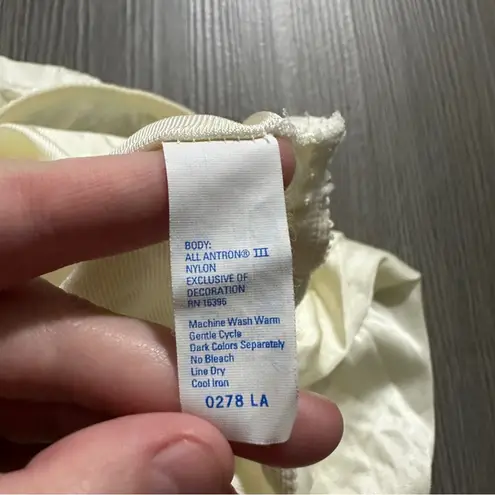 BODY:
ALL ANTRON® III
NYLON
EXCLUSIVE OF
DECORATION
RN 16396
Machine Wash Warm
Gentle Cycle
Dark Colors Separately
No Bleach
Line Dry
Cool Iron
0278 LA